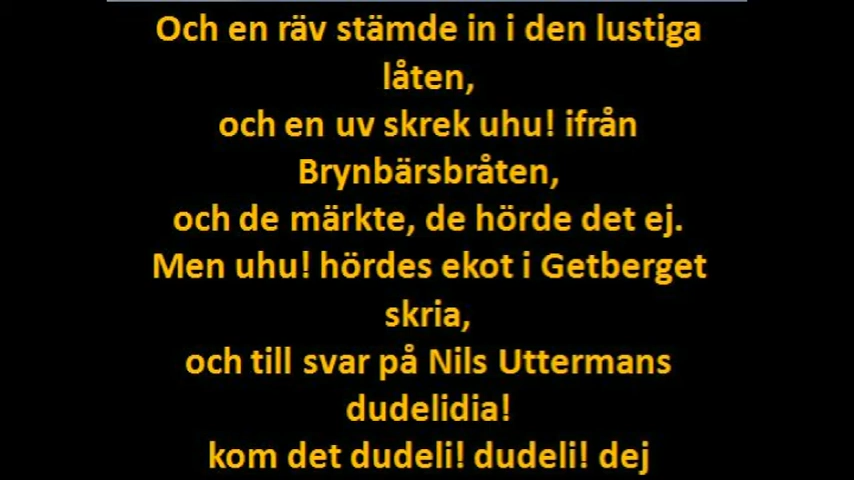 Och en räv stämde in i den lustiga
låten,
och en uv skrek uhu! ifrån
Brynbärsbråten,
och de märkte, de hörde det ej.
Men uhu! hördes ekot i Getberget
skria,
och till svar på Nils Uttermans
dudelidia!
kom det dudeli! dudeli! dej